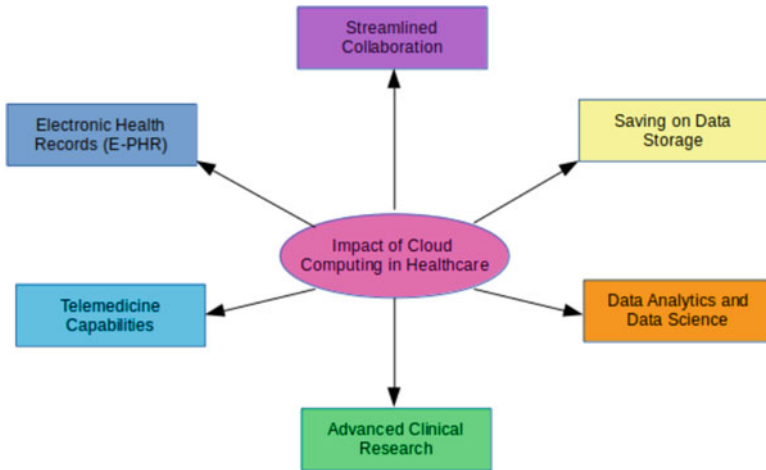 Streamlined
Collaboration
Electronic Health
Records (E-PHR)
Saving on Data
Storage
Impact of Cloud
Computing in Healthcare
Telemedicine
Capabilities
Data Analytics and
Data Science
Advanced Clinical
Research